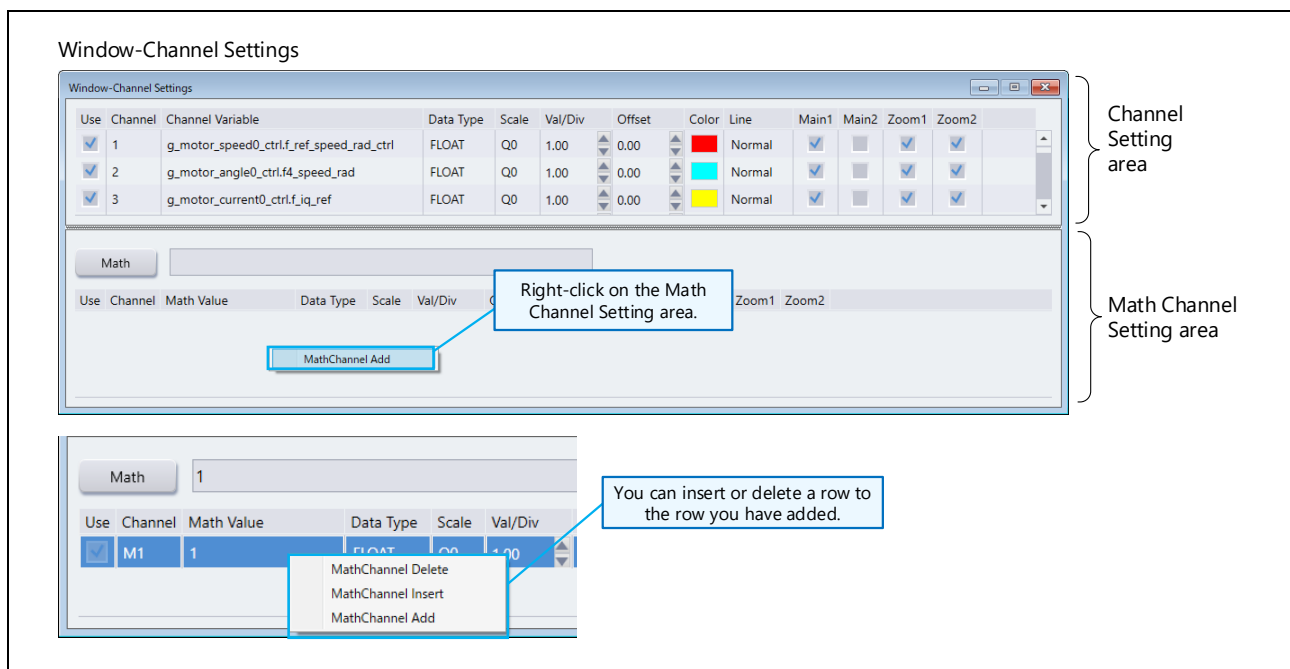 Window-Channel Settings
Window-Channel Settings
Use Channel Channel Variable Data Type Scale Val/Div Offset Color Line Main1 Main2 Zoom1 Zoom2
1 g_motor_speed0_ctrl.f_ref_speed_rad_ctrl FLOAT Q0 1.00 0.00 Normal
2 g_motor_angle0_ctrl.f4_speed_rad FLOAT Q0 1.00 0.00 Normal
3 g_motor_current0_ctrl.f_iq_ref FLOAT Q0 1.00 0.00 Normal
Channel
Setting
area
Math
Use Channel Math Value Data Type Scale Val/Div Zoom1 Zoom2
Right-click on the Math
Channel Setting area.
MathChannel Add
Math Channel
Setting area
Math 1
Use Channel Math Value Data Type Scale Val/Div
M1 1 FLOAT Q0 1.00
MathChannel Delete
MathChannel Insert
MathChannel Add
You can insert or delete a row to
the row you have added.